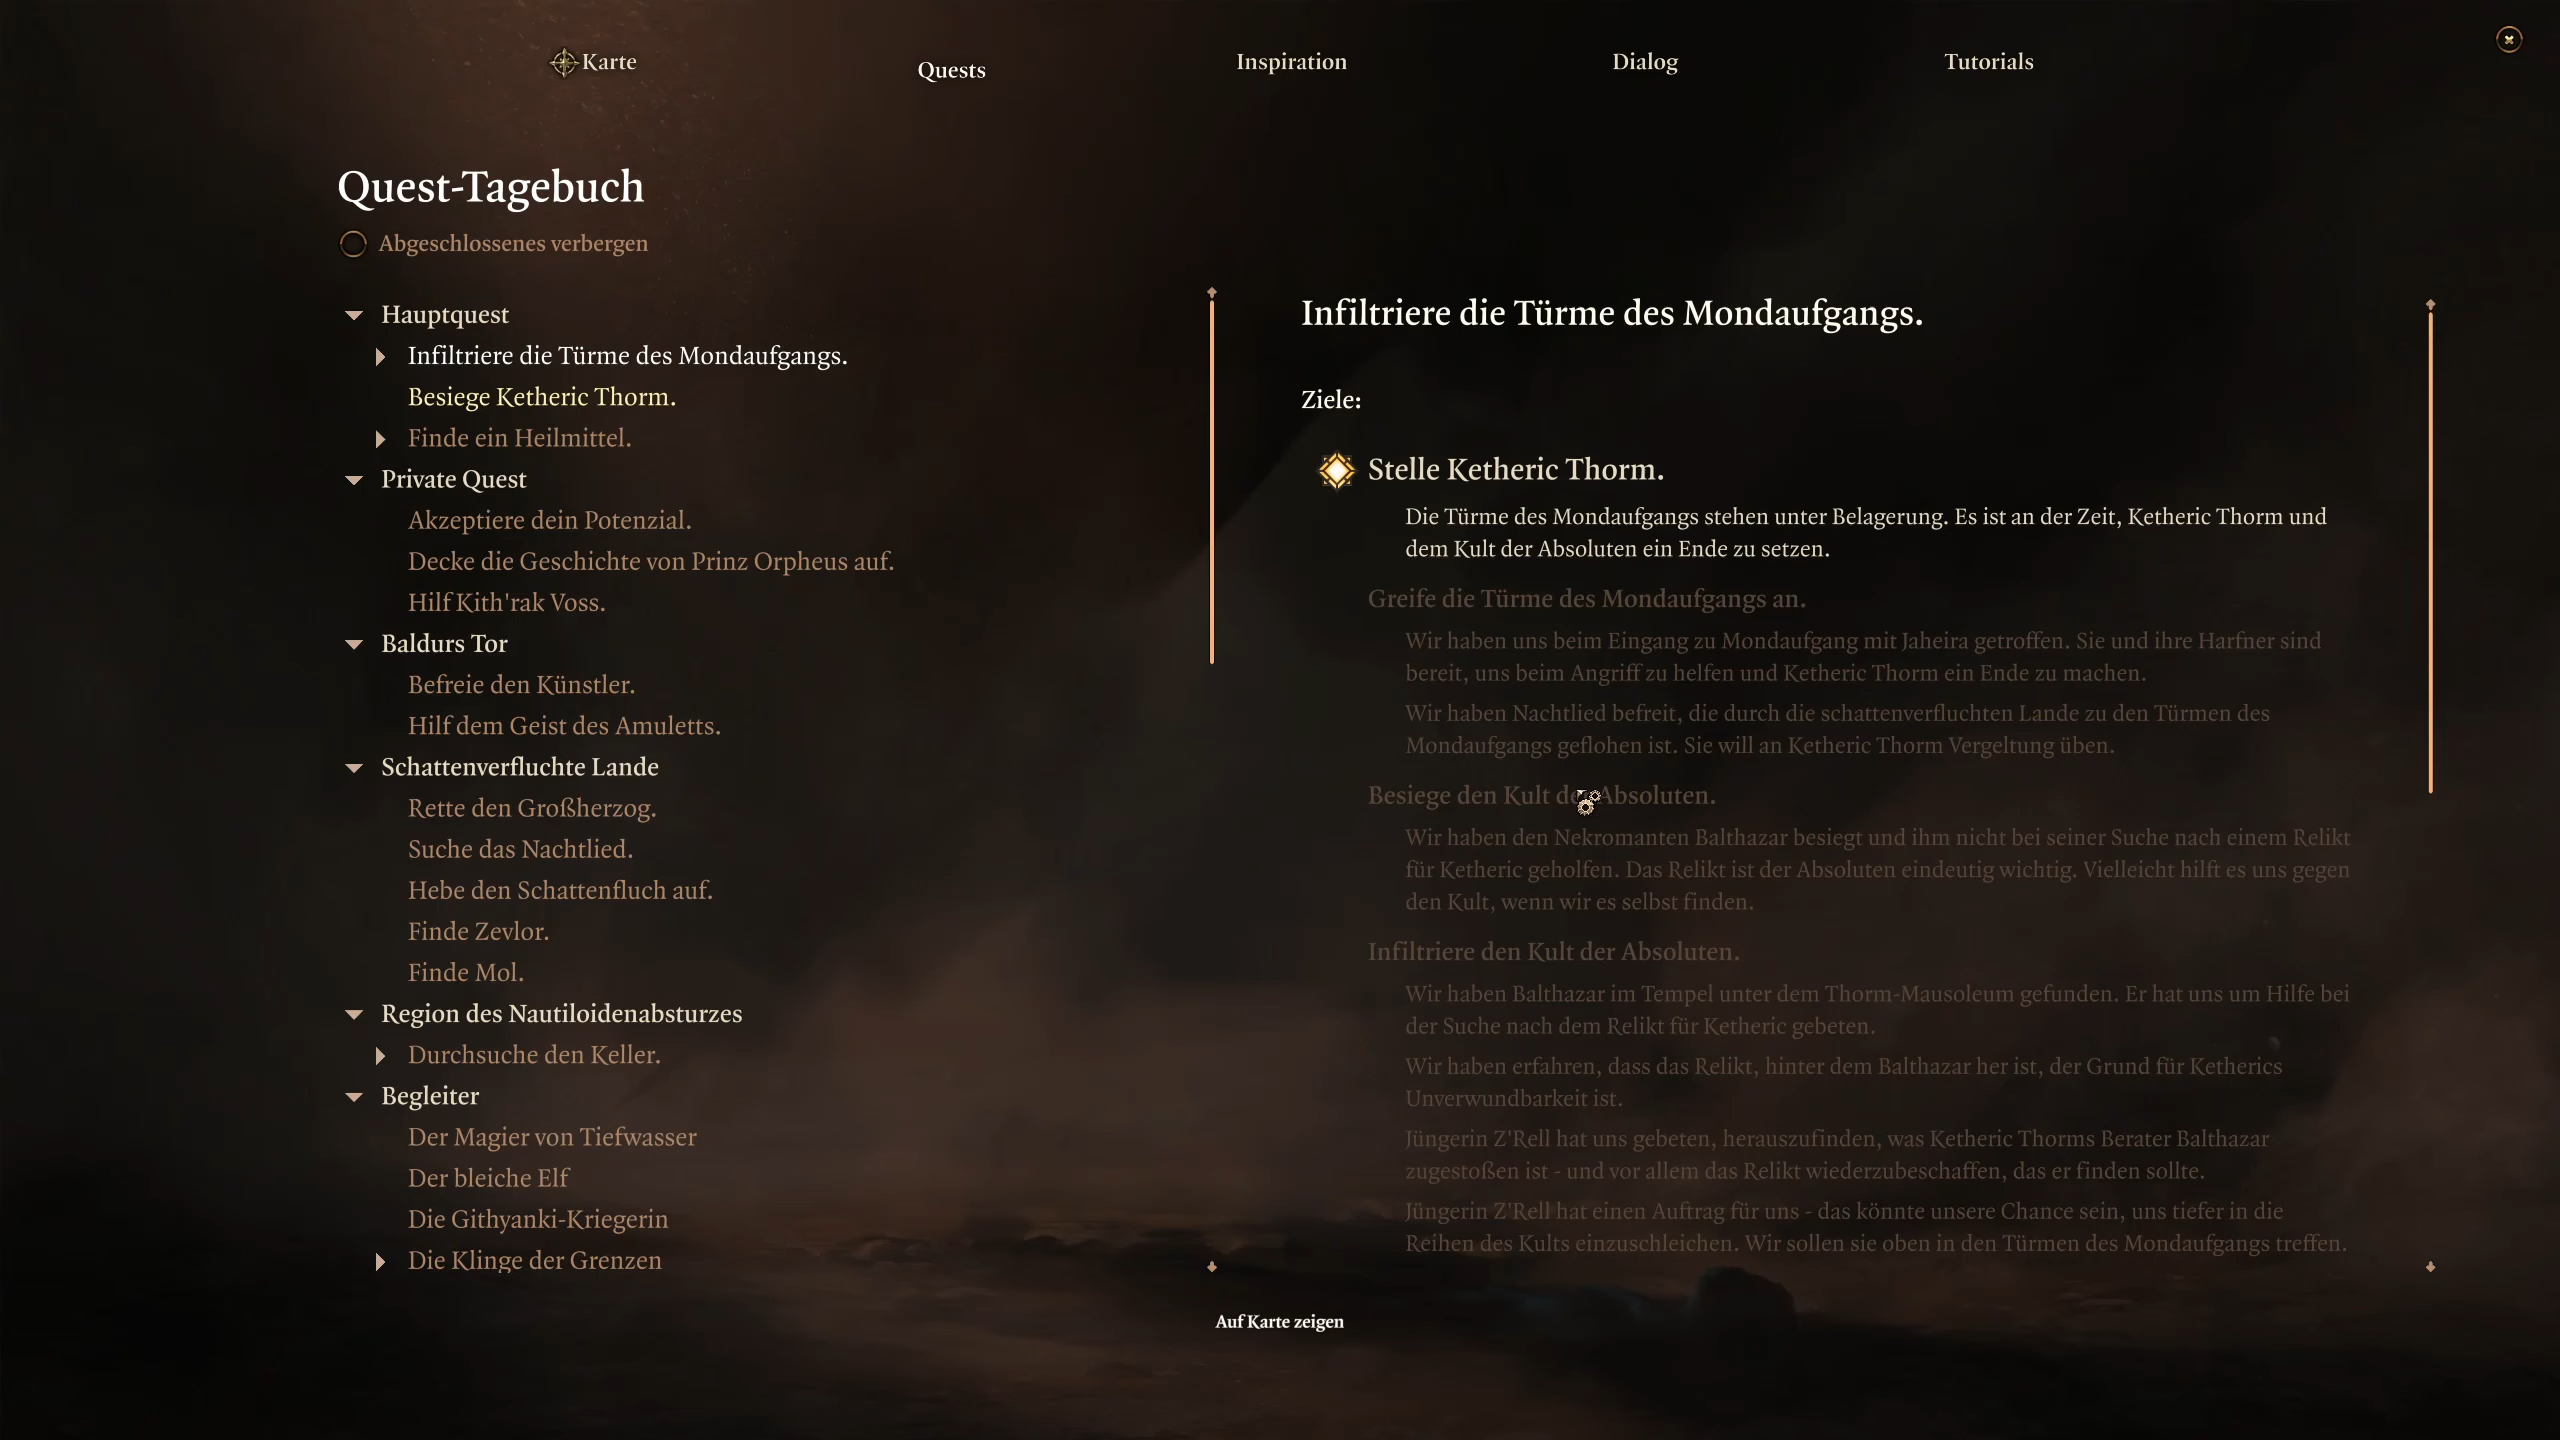 Karte
Quests
Inspiration
Dialog
Tutorials
Quest-Tagebuch
Abgeschlossenes verbergen
Hauptquest
Infiltriere die Türme des Mondaufgangs.
Besiege Ketheric Thorm.
Finde ein Heilmittel.
Private Quest
Akzeptiere dein Potenzial.
Decke die Geschichte von Prinz Orpheus auf.
Hilf Kith'rak Voss.
Baldurs Tor
Befreie den Künstler.
Hilf dem Geist des Amuletts.
Schattenverfluchte Lande
Rette den Großherzog.
Suche das Nachtlied.
Hebe den Schattenfluch auf.
Finde Zevlor.
Finde Mol.
Region des Nautiloidenabsturzes
Durchsuche den Keller.
Begleiter
Der Magier von Tiefwasser
Der bleiche Elf
Die Githyanki-Kriegerin
Die Klinge der Grenzen
Infiltriere die Türme des Mondaufgangs.
Ziele:
Stelle Ketheric Thorm.
Die Türme des Mondaufgangs stehen unter Belagerung. Es ist an der Zeit, Ketheric Thorm und
dem Kult der Absoluten ein Ende zu setzen.
Greife die Türme des Mondaufgangs an.
Wir haben uns beim Eingang zu Mondaufgang mit Jaheira getroffen. Sie und ihre Harfner sind
bereit, uns beim Angriff zu helfen und Ketheric Thorm ein Ende zu machen.
Wir haben Nachtlied befreit, die durch die schattenverfluchten Lande zu den Türmen des
Mondaufgangs geflohen ist. Sie will an Ketheric Thorm Vergeltung üben.
Besiege den Kult der Absoluten.
Wir haben den Nekromanten Balthazar besiegt und ihm nicht bei seiner Suche nach einem Relikt
für Ketheric geholfen. Das Relikt ist der Absoluten eindeutig wichtig. Vielleicht hilft es uns gegen
den Kult, wenn wir es selbst finden.
Infiltriere den Kult der Absoluten.
Wir haben Balthazar im Tempel unter dem Thorm-Mausoleum gefunden. Er hat uns um Hilfe bei
der Suche nach dem Relikt für Ketheric gebeten.
Wir haben erfahren, dass das Relikt, hinter dem Balthazar her ist, der Grund für Ketherics
Unverwundbarkeit ist.
Jüngerin Z'Rell hat uns gebeten, herauszufinden, was Ketheric Thorms Berater Balthazar
zugestoßen ist - und vor allem das Relikt wiederzubeschaffen, das er finden sollte.
Jüngerin Z'Rell hat einen Auftrag für uns - das könnte unsere Chance sein, uns tiefer in die
Reihen des Kults einzuschleichen. Wir sollen sie oben in den Türmen des Mondaufgangs treffen.
Auf Karte zeigen